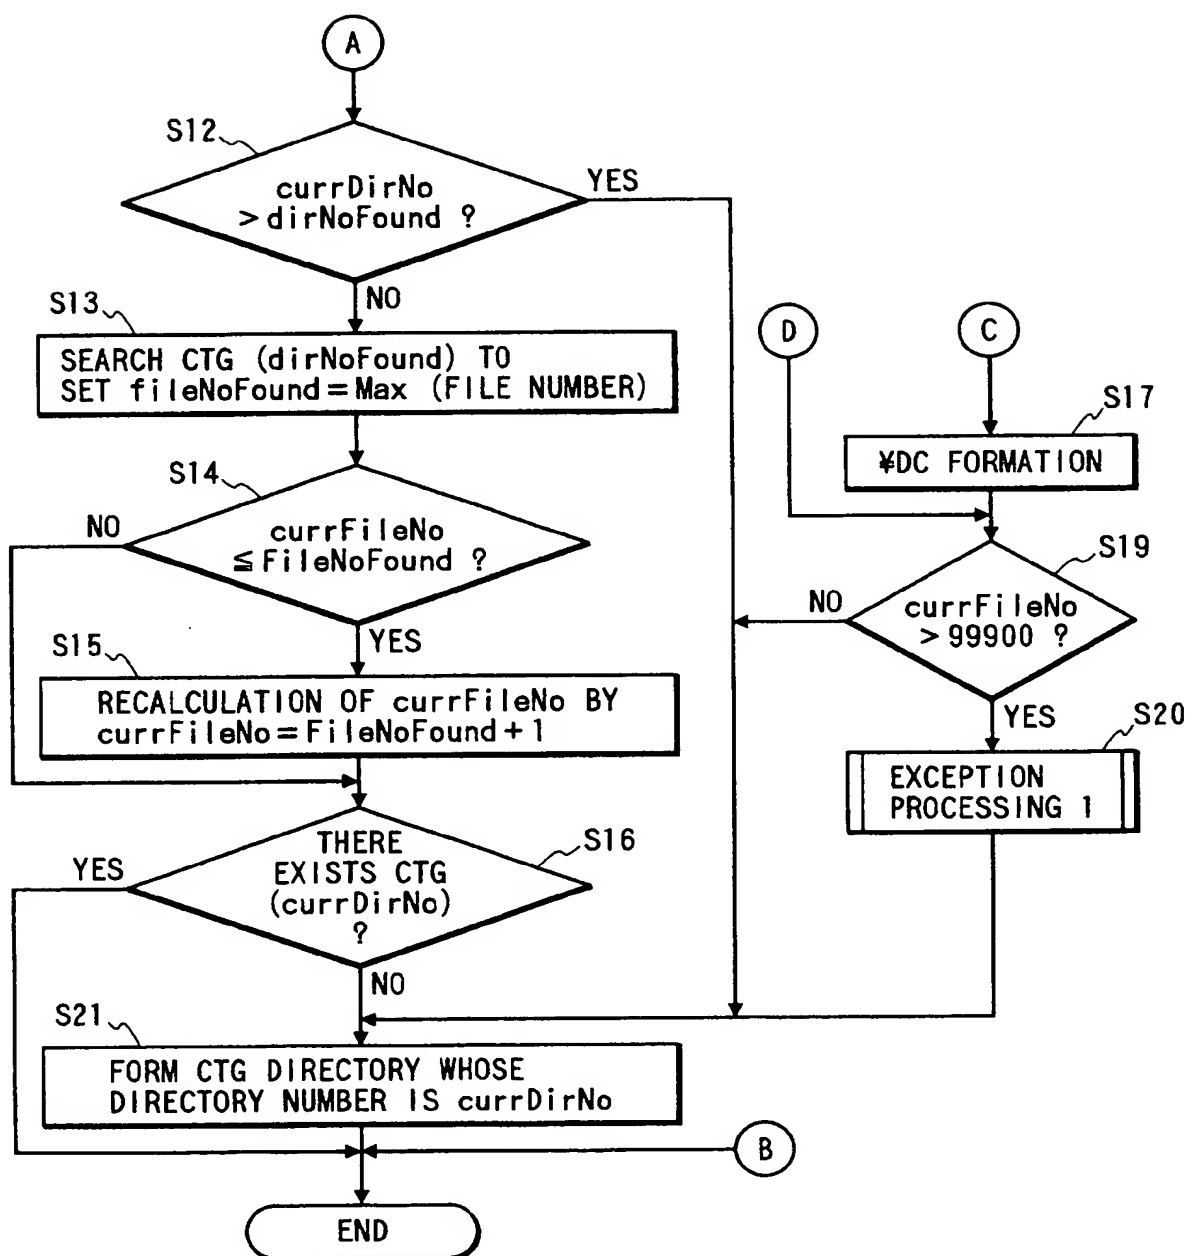 A
S12
currDirNo
> dirNoFound ?
YES
NO
S13
SEARCH CTG (dirNoFound) TO
SET fileNoFound=Max (FILE NUMBER)
S14
NO
currFileNo
≦ FileNoFound ?
YES
S15
RECALCULATION OF currFileNo BY
currFileNo=FileNoFound+1
YES
THERE
EXISTS CTG
(currDirNo)
?
S16
NO
S21
FORM CTG DIRECTORY WHOSE
DIRECTORY NUMBER IS currDirNo
END
D
C
S17
¥DC FORMATION
S19
NO
currFileNo
> 99900 ?
YES
S20
EXCEPTION
PROCESSING 1
B